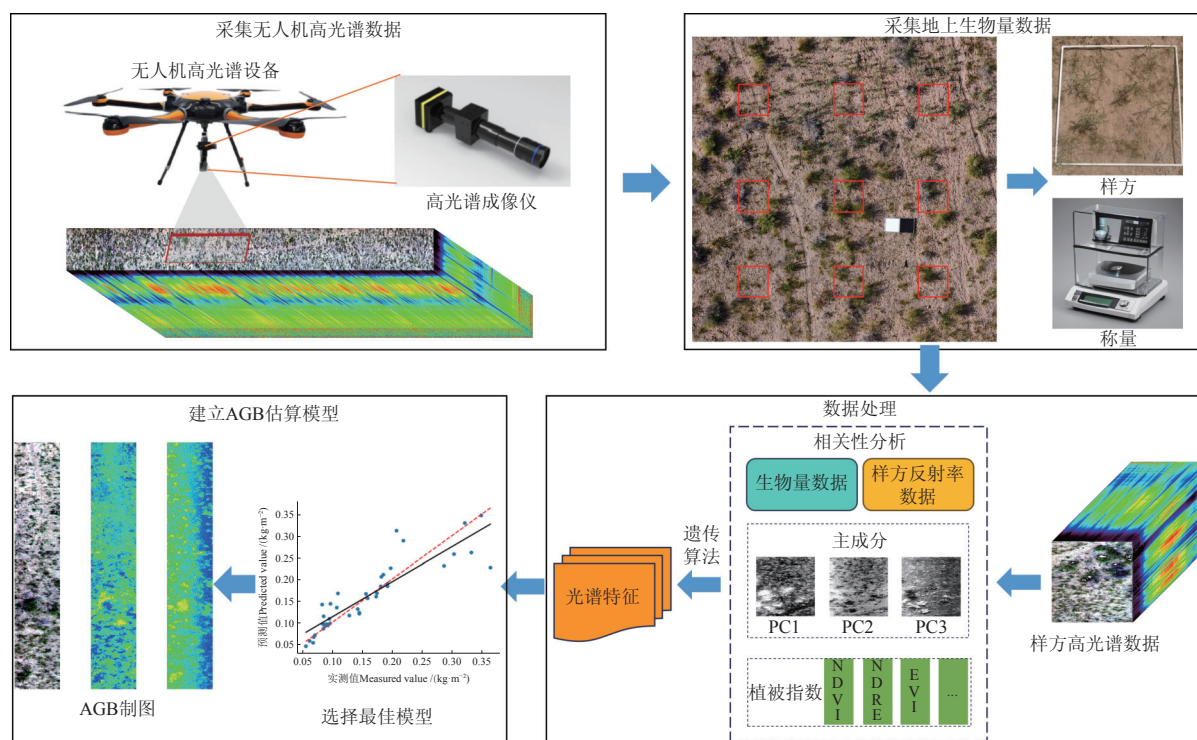 采集无人机高光谱数据
无人机高光谱设备
高光谱成像仪
采集地上生物量数据
样方
称量
数据处理
相关性分析
生物量数据
样方反射率
数据
主成分
PC1
PC2
PC3
植被指数
NDVI
NDRE
EVI
...
样方高光谱数据
遗传
算法
光谱特征
建立AGB估算模型
预测值Predicted value /(kg·m⁻²)
0.35
0.30
0.25
0.20
0.15
0.10
0.05
0.05 0.10 0.15 0.20 0.25 0.30 0.35
实测值Measured value /(kg·m⁻²)
选择最佳模型
AGB制图